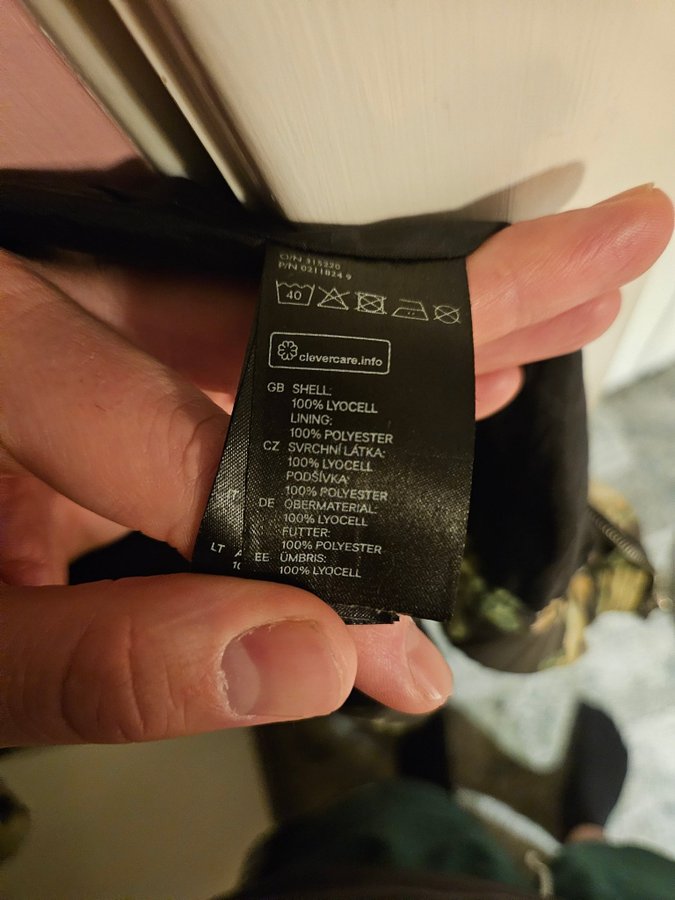 O/N 315220
P/N 0211824 9
40
clevercare.info
GB SHELL:
100% LYOCELL
LINING:
100% POLYESTER
CZ SVRCHNÍ LÁTKA:
100% LYOCELL
PODŠÍVKA:
100% POLYESTER
DE OBERMATERIAL:
100% LYOCELL
FUTTER:
100% POLYESTER
EE ÜMBRIS:
100% LYOCELL
LT